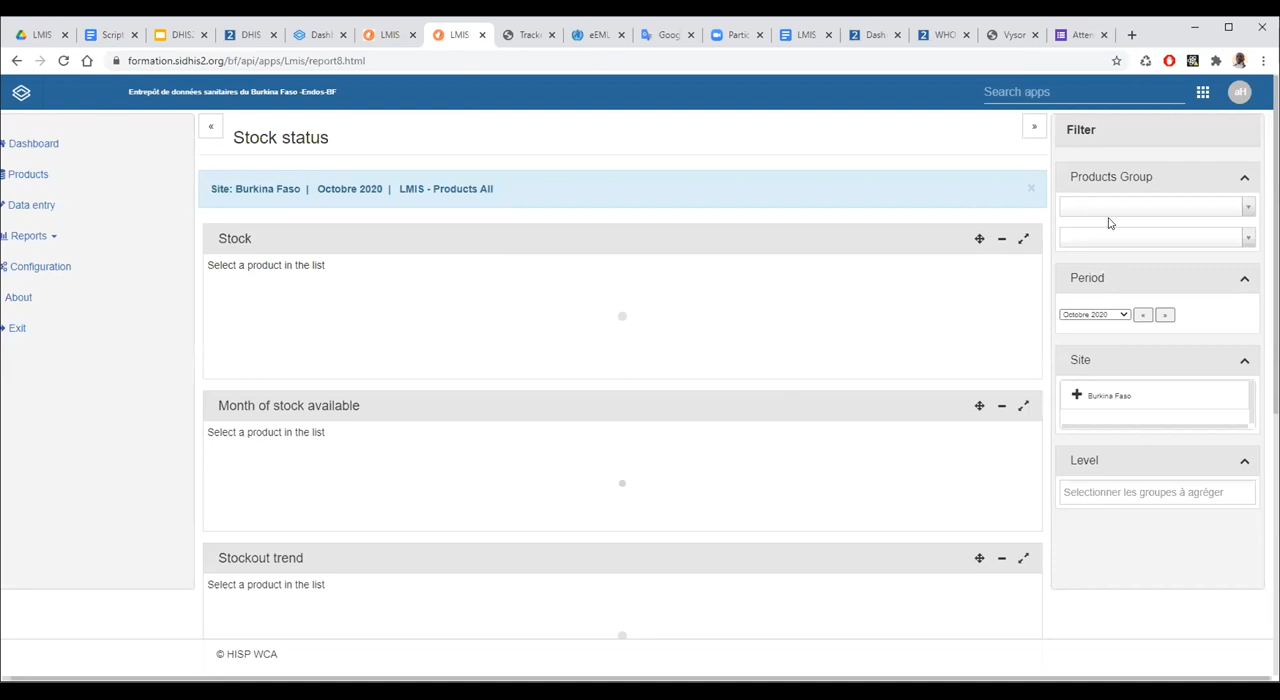 LMIS
Script
DHIS2
DHIS
Dashl
LMIS
LMIS
Tracke
eEML
Goog
Partic
LMIS
Dash
WHO
Vysor
Atten
formation.sidhis2.org/bf/api/apps/Lmis/report8.html
Entrepôt de données sanitaires du Burkina Faso -Endos-BF
Search apps
aH
Dashboard
Products
Data entry
Reports
Configuration
About
Exit
«
Stock status
»
Site: Burkina Faso | Octobre 2020 | LMIS - Products All
×
Stock
Select a product in the list
Month of stock available
Select a product in the list
Stockout trend
Select a product in the list
© HISP WCA
Filter
Products Group
Period
Octobre 2020
Site
Burkina Faso
Level
Selectionner les groupes à agréger